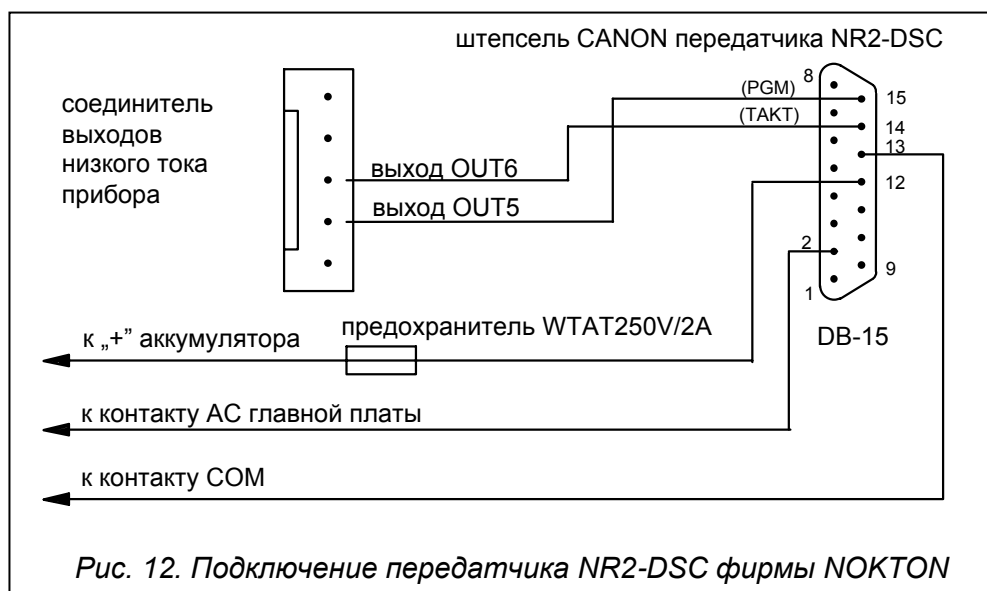 штепсель CANON передатчика NR2-DSC
соединитель
выходов
низкого тока
прибора
8
(PGM)
15
(TAKT)
14
13
выход OUT6
12
выход OUT5
2
9
1
предохранитель WTAT250V/2A
DB-15
к „+” аккумулятора
к контакту AC главной платы
к контакту COM
Рис. 12. Подключение передатчика NR2-DSC фирмы NOKTON